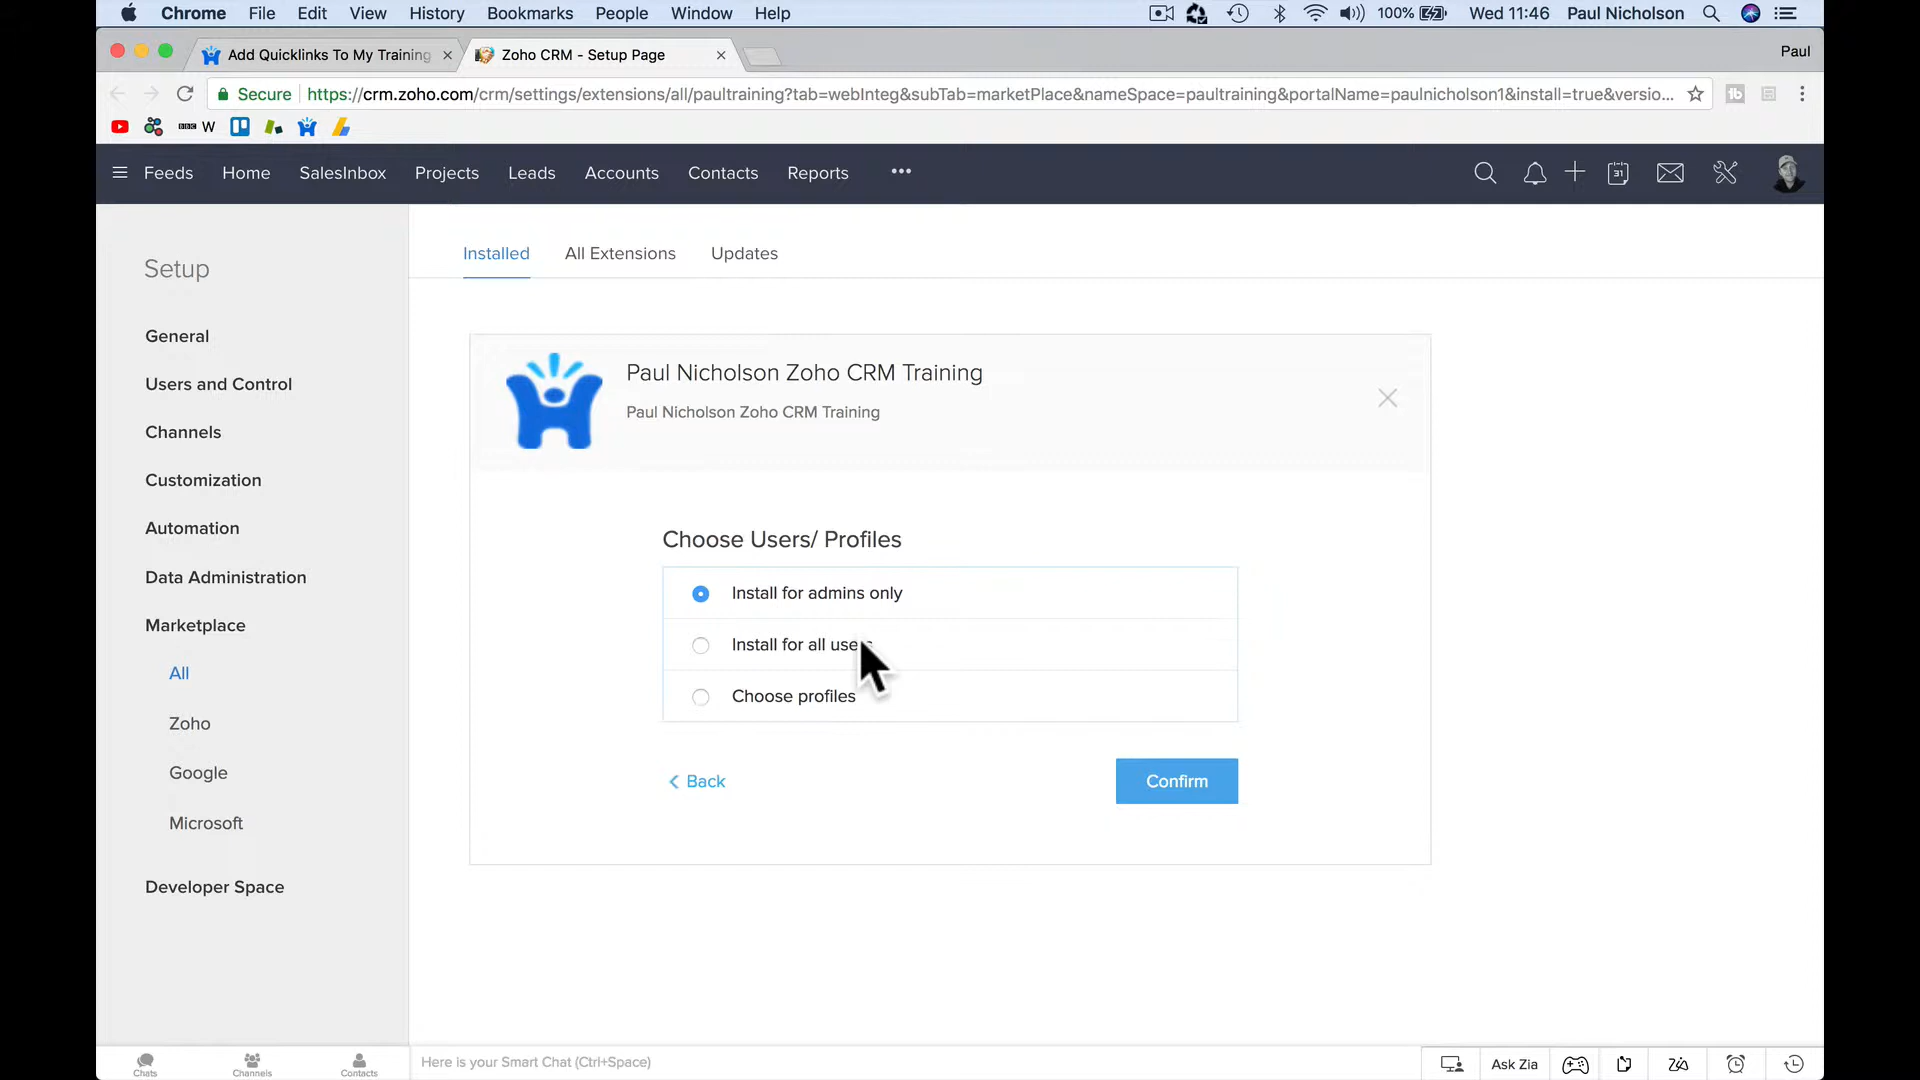 Chrome File Edit View History Bookmarks People Window Help 100% Wed 11:46 Paul Nicholson
Add Quicklinks To My Training Zoho CRM - Setup Page Paul
Secure https://crm.zoho.com/crm/settings/extensions/all/paultraining?tab=webInteg&subTab=marketPlace&nameSpace=paultraining&portalName=paulnicholson1&install=true&versio...
BBC W
Feeds Home SalesInbox Projects Leads Accounts Contacts Reports ••• 31
Setup
General
Users and Control
Channels
Customization
Automation
Data Administration
Marketplace
All
Zoho
Google
Microsoft
Developer Space
Installed All Extensions Updates
Paul Nicholson Zoho CRM Training
Paul Nicholson Zoho CRM Training
Choose Users/ Profiles
Install for admins only
Install for all users
Choose profiles
Back Confirm
Chats Channels Contacts Here is your Smart Chat (Ctrl+Space) Ask Zia